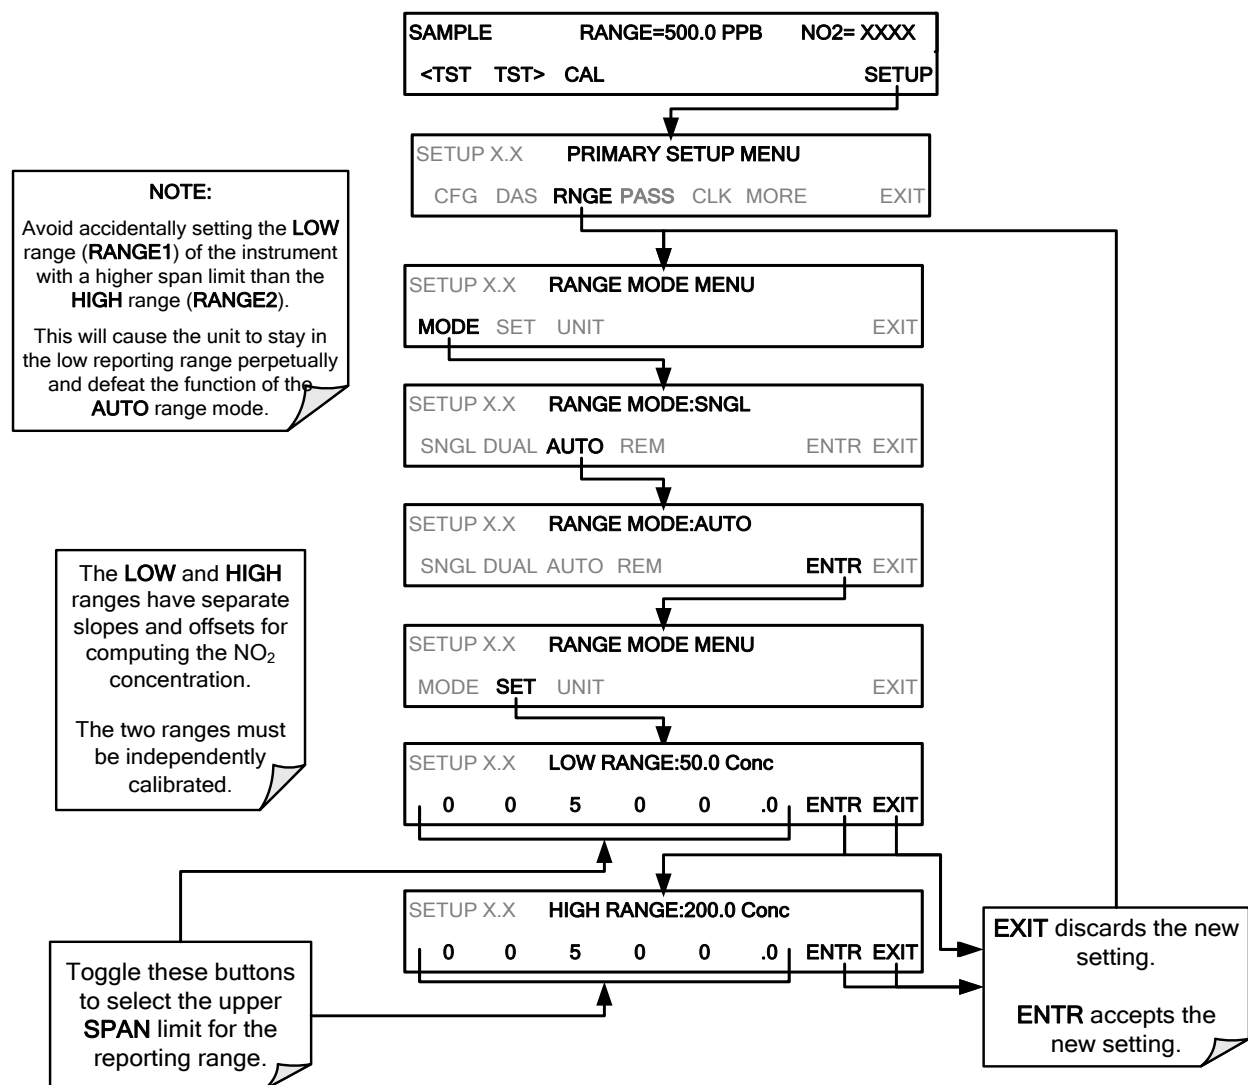 SAMPLE RANGE=500.0 PPB NO2= XXXX
<TST TST> CAL SETUP
SETUP X.X PRIMARY SETUP MENU
CFG DAS RNGE PASS CLK MORE EXIT
NOTE:
Avoid accidentally setting the LOW
range (RANGE1) of the instrument
with a higher span limit than the
HIGH range (RANGE2).
This will cause the unit to stay in
the low reporting range perpetually
and defeat the function of the
AUTO range mode.
SETUP X.X RANGE MODE MENU
MODE SET UNIT EXIT
SETUP X.X RANGE MODE:SNGL
SNGL DUAL AUTO REM ENTR EXIT
SETUP X.X RANGE MODE:AUTO
SNGL DUAL AUTO REM ENTR EXIT
The LOW and HIGH
ranges have separate
slopes and offsets for
computing the NO₂
concentration.
The two ranges must
be independently
calibrated.
SETUP X.X RANGE MODE MENU
MODE SET UNIT EXIT
SETUP X.X LOW RANGE:50.0 Conc
0 0 5 0 0 .0 ENTR EXIT
SETUP X.X HIGH RANGE:200.0 Conc
0 0 5 0 0 .0 ENTR EXIT
Toggle these buttons
to select the upper
SPAN limit for the
reporting range.
EXIT discards the new
setting.
ENTR accepts the
new setting.